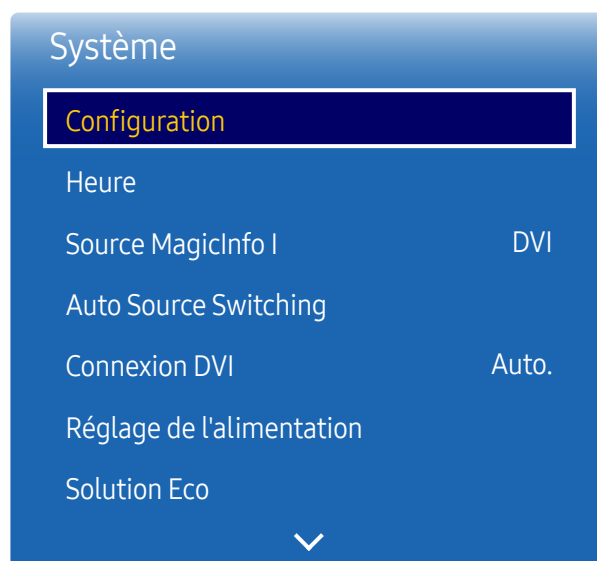 Système
Configuration
Heure
Source MagicInfo I DVI
Auto Source Switching
Connexion DVI Auto.
Réglage de l'alimentation
Solution Eco